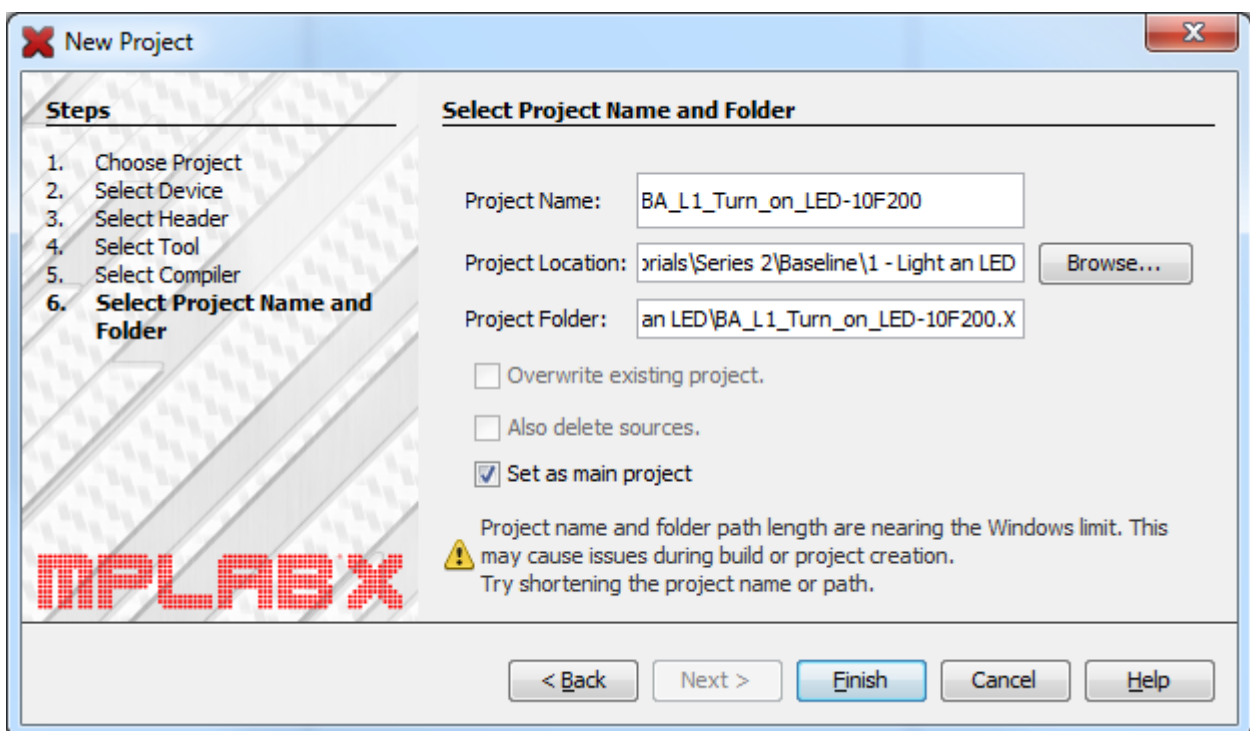 New Project
Steps
1. Choose Project
2. Select Device
3. Select Header
4. Select Tool
5. Select Compiler
6. Select Project Name and
Folder
MPLAB X
Select Project Name and Folder
Project Name: BA_L1_Turn_on_LED-10F200
Project Location: orials\Series 2\Baseline\1 - Light an LED Browse...
Project Folder: an LED\BA_L1_Turn_on_LED-10F200.X
Overwrite existing project.
Also delete sources.
Set as main project
Project name and folder path length are nearing the Windows limit. This
may cause issues during build or project creation.
Try shortening the project name or path.
< Back Next > Finish Cancel Help